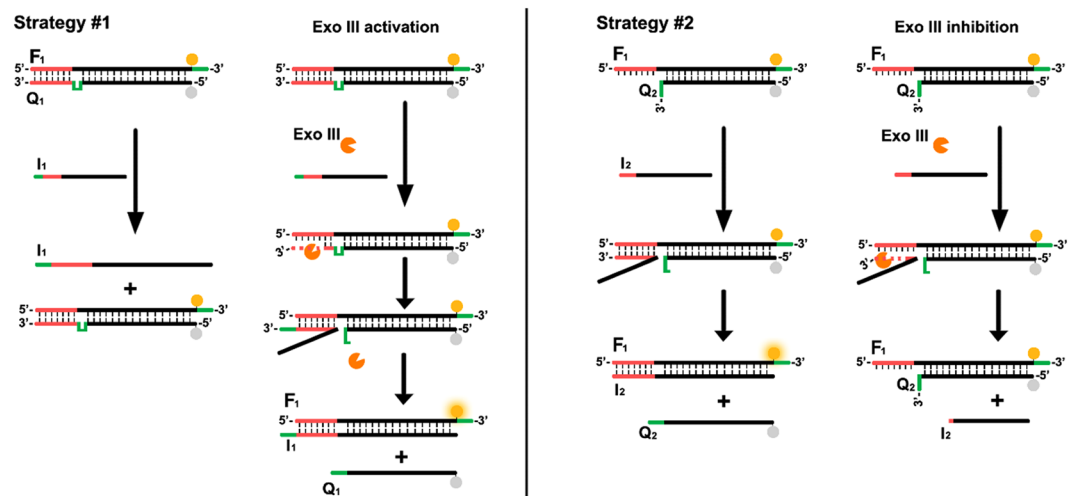 Strategy #1
F1
5'- -3'
3'- -5'
Q1
I1
I1
+
5'- -3'
3'- -5'
Exo III activation
5'- -3'
3'- -5'
Exo III
5'- -3'
3' -5'
5'- -3'
3'- -5'
F1
5'- -3'
I1
+
Q1
Strategy #2
F1
5'- -3'
Q2 -5'
3'-
I2
5'- -3'
-5'
F1
5'- -3'
I2
+
Q2
Exo III inhibition
F1
5'- -3'
Q2 -5'
3'-
Exo III
5'- -3'
3' -5'
F1
5'- -3'
Q2 -5'
3'-
+
I2